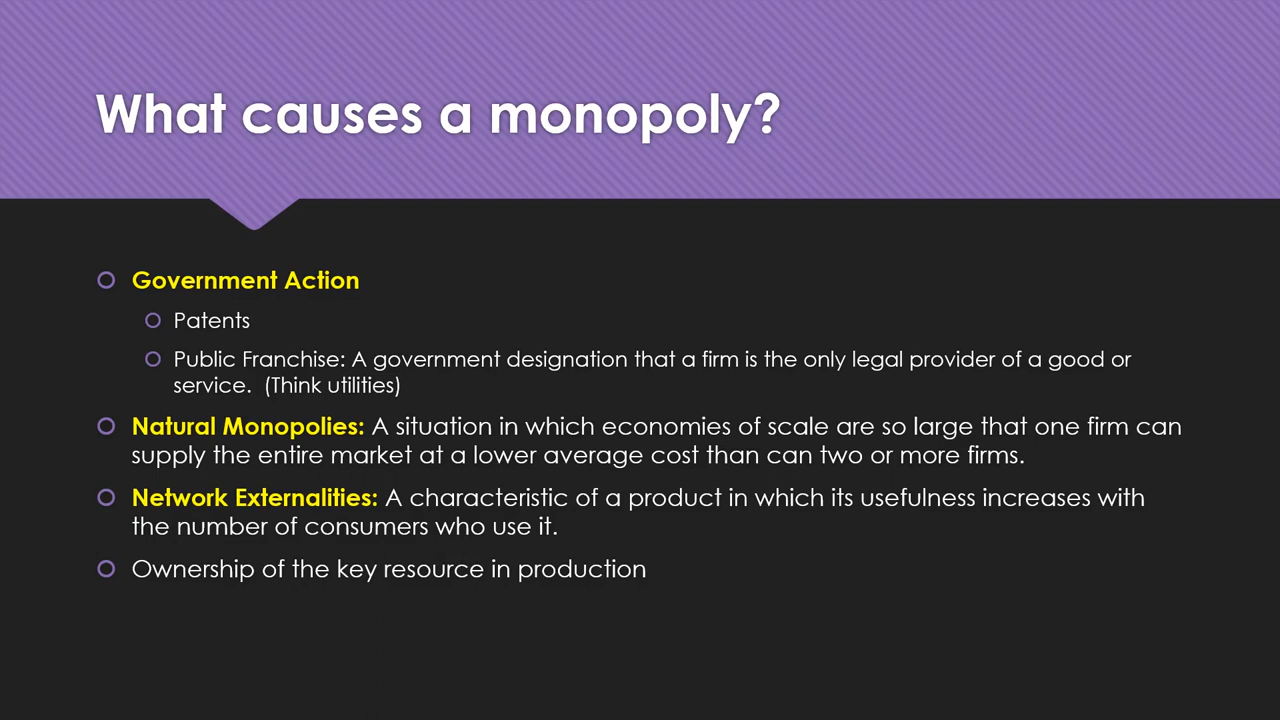 What causes a monopoly?
Government Action
Patents
Public Franchise: A government designation that a firm is the only legal provider of a good or
service.  (Think utilities)
Natural Monopolies: A situation in which economies of scale are so large that one firm can
supply the entire market at a lower average cost than can two or more firms.
Network Externalities: A characteristic of a product in which its usefulness increases with
the number of consumers who use it.
Ownership of the key resource in production